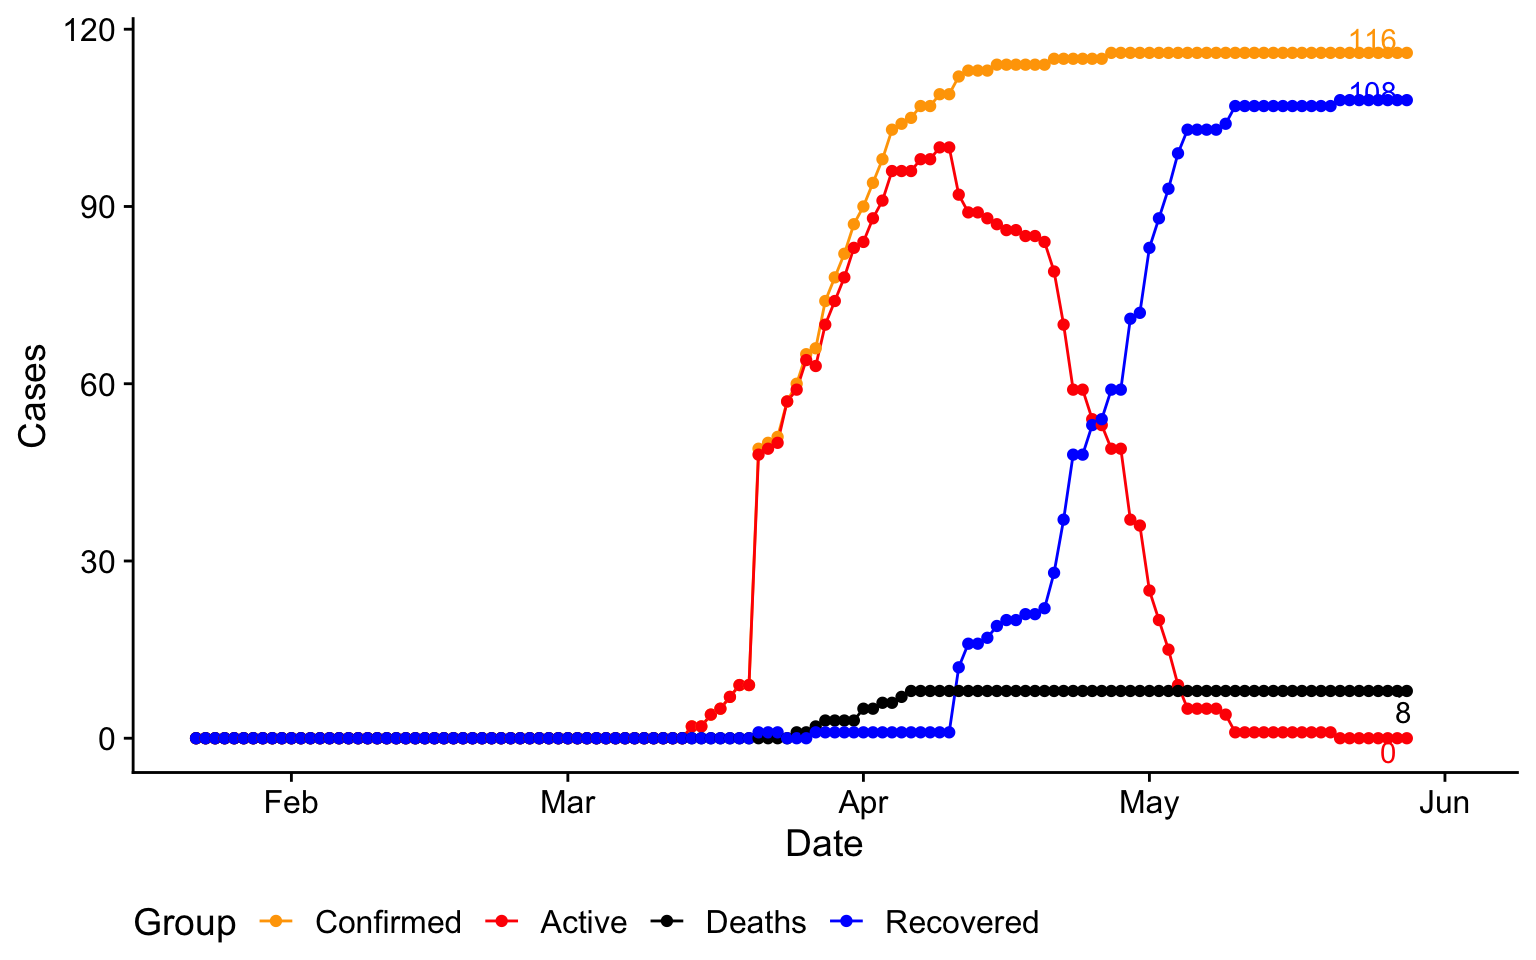 120
116
108
90
60
30
8
0
0
Cases
Feb Mar Apr May Jun
Date
Group Confirmed Active Deaths Recovered